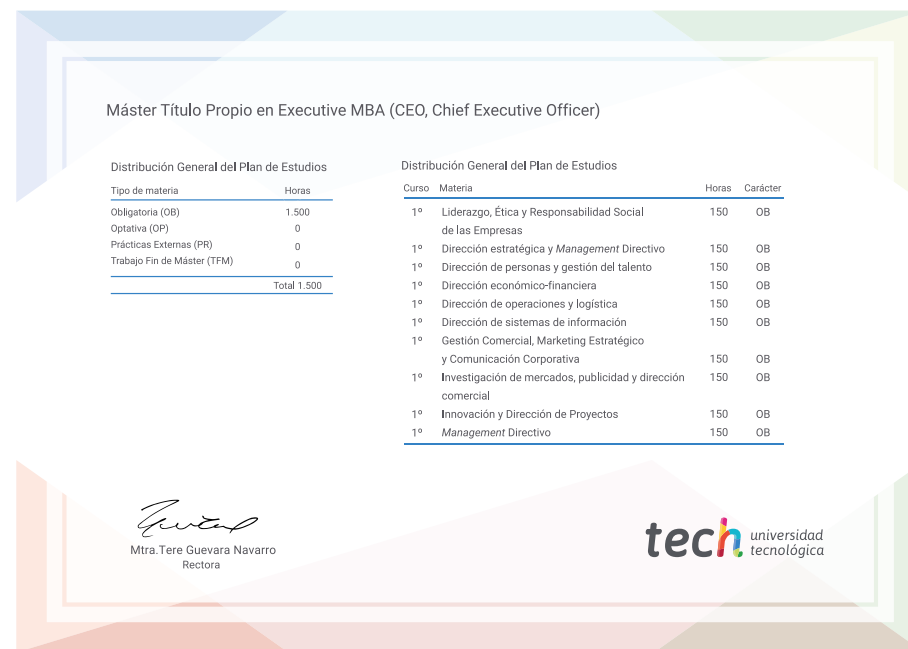 Máster Título Propio en Executive MBA (CEO, Chief Executive Officer)
Distribución General del Plan de Estudios
Tipo de materia Horas
Obligatoria (OB) 1.500
Optativa (OP) 0
Prácticas Externas (PR) 0
Trabajo Fin de Máster (TFM) 0
Total 1.500
Distribución General del Plan de Estudios
Curso Materia Horas Carácter
1º Liderazgo, Ética y Responsabilidad Social 150 OB
de las Empresas
1º Dirección estratégica y Management Directivo 150 OB
1º Dirección de personas y gestión del talento 150 OB
1º Dirección económico-financiera 150 OB
1º Dirección de operaciones y logística 150 OB
1º Dirección de sistemas de información 150 OB
1º Gestión Comercial, Marketing Estratégico
y Comunicación Corporativa 150 OB
1º Investigación de mercados, publicidad y dirección 150 OB
comercial
1º Innovación y Dirección de Proyectos 150 OB
1º Management Directivo 150 OB
Mtra.Tere Guevara Navarro
Rectora
tech universidad
tecnológica